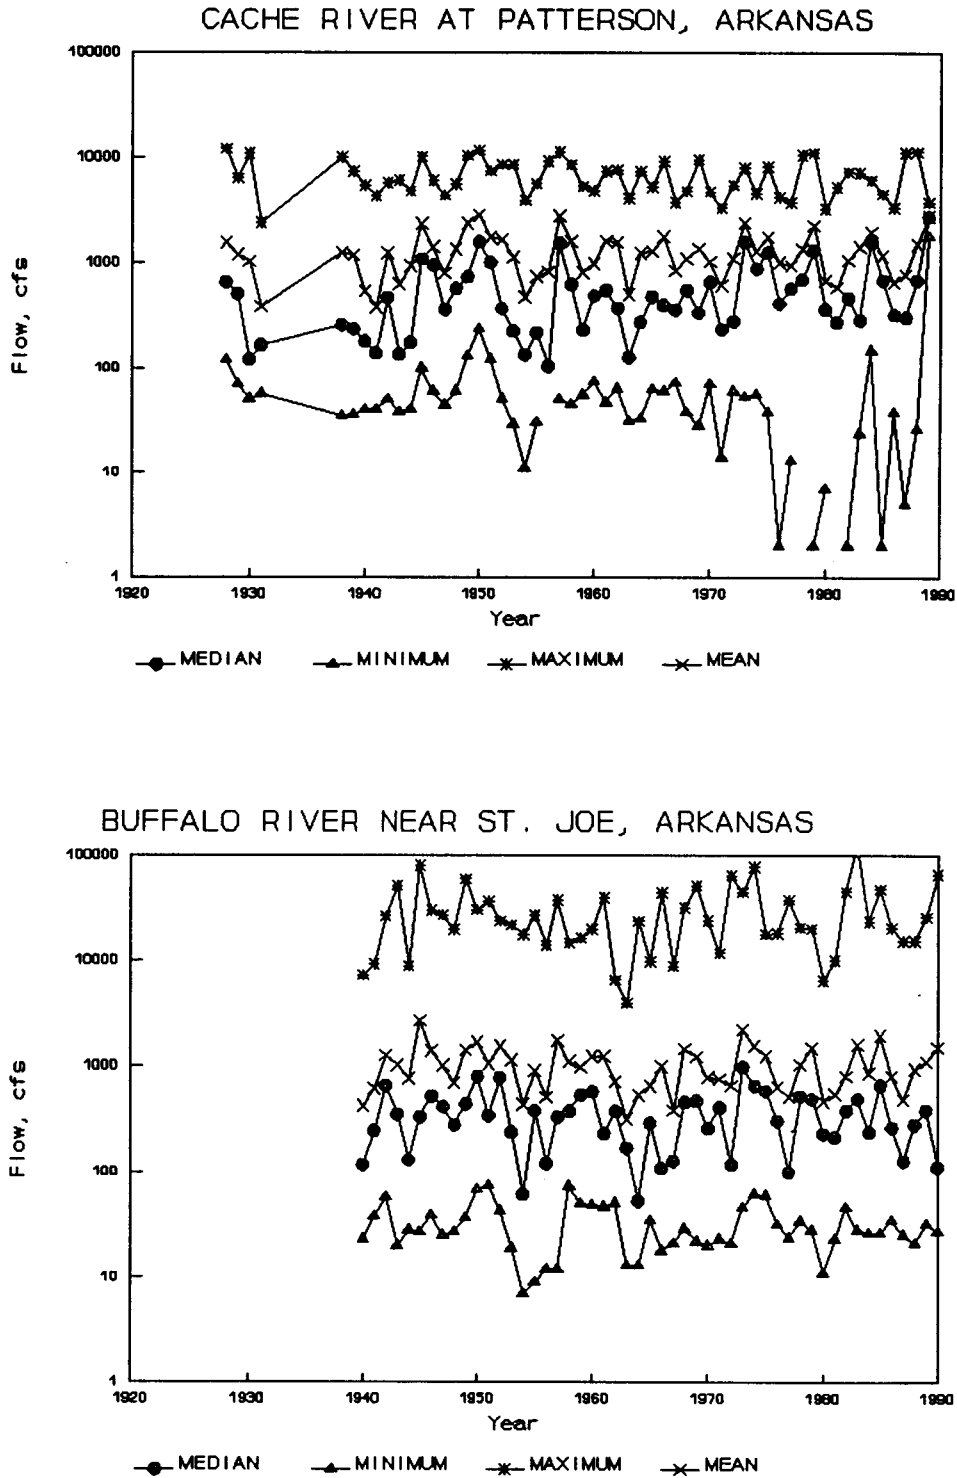 CACHE RIVER AT PATTERSON, ARKANSAS
100000
10000
1000
100
10
1
Flow, cfs
1920 1930 1940 1950 1960 1970 1980 1990
Year
MEDIAN MINIMUM MAXIMUM MEAN
BUFFALO RIVER NEAR ST. JOE, ARKANSAS
100000
10000
1000
100
10
1
Flow, cfs
1920 1930 1940 1950 1960 1970 1980 1990
Year
MEDIAN MINIMUM MAXIMUM MEAN